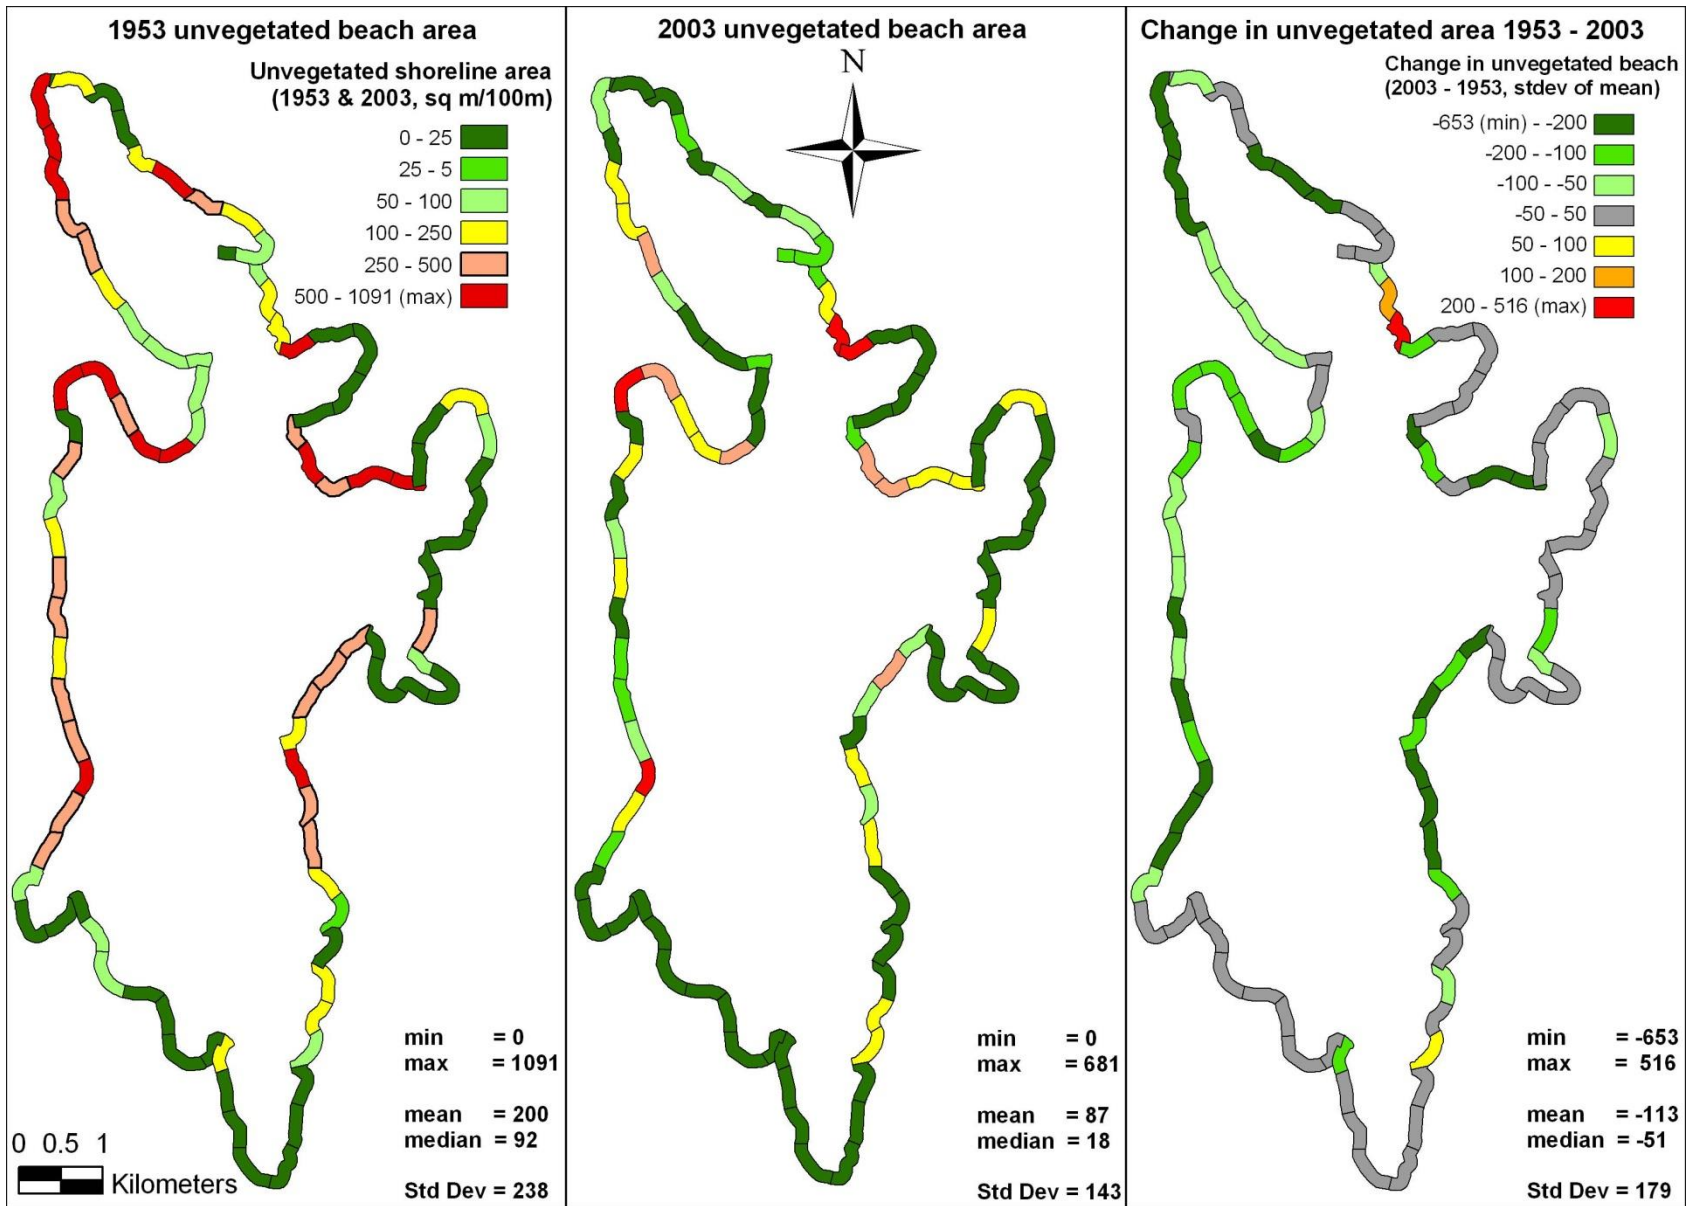 1953 unvegetated beach area
Unvegetated shoreline area
(1953 & 2003, sq m/100m)
0 - 25
25 - 5
50 - 100
100 - 250
250 - 500
500 - 1091 (max)
min = 0
max = 1091
mean = 200
median = 92
Std Dev = 238
0 0.5 1
Kilometers
2003 unvegetated beach area
N
min = 0
max = 681
mean = 87
median = 18
Std Dev = 143
Change in unvegetated area 1953 - 2003
Change in unvegetated beach
(2003 - 1953, stdev of mean)
-653 (min) - -200
-200 - -100
-100 - -50
-50 - 50
50 - 100
100 - 200
200 - 516 (max)
min = -653
max = 516
mean = -113
median = -51
Std Dev = 179